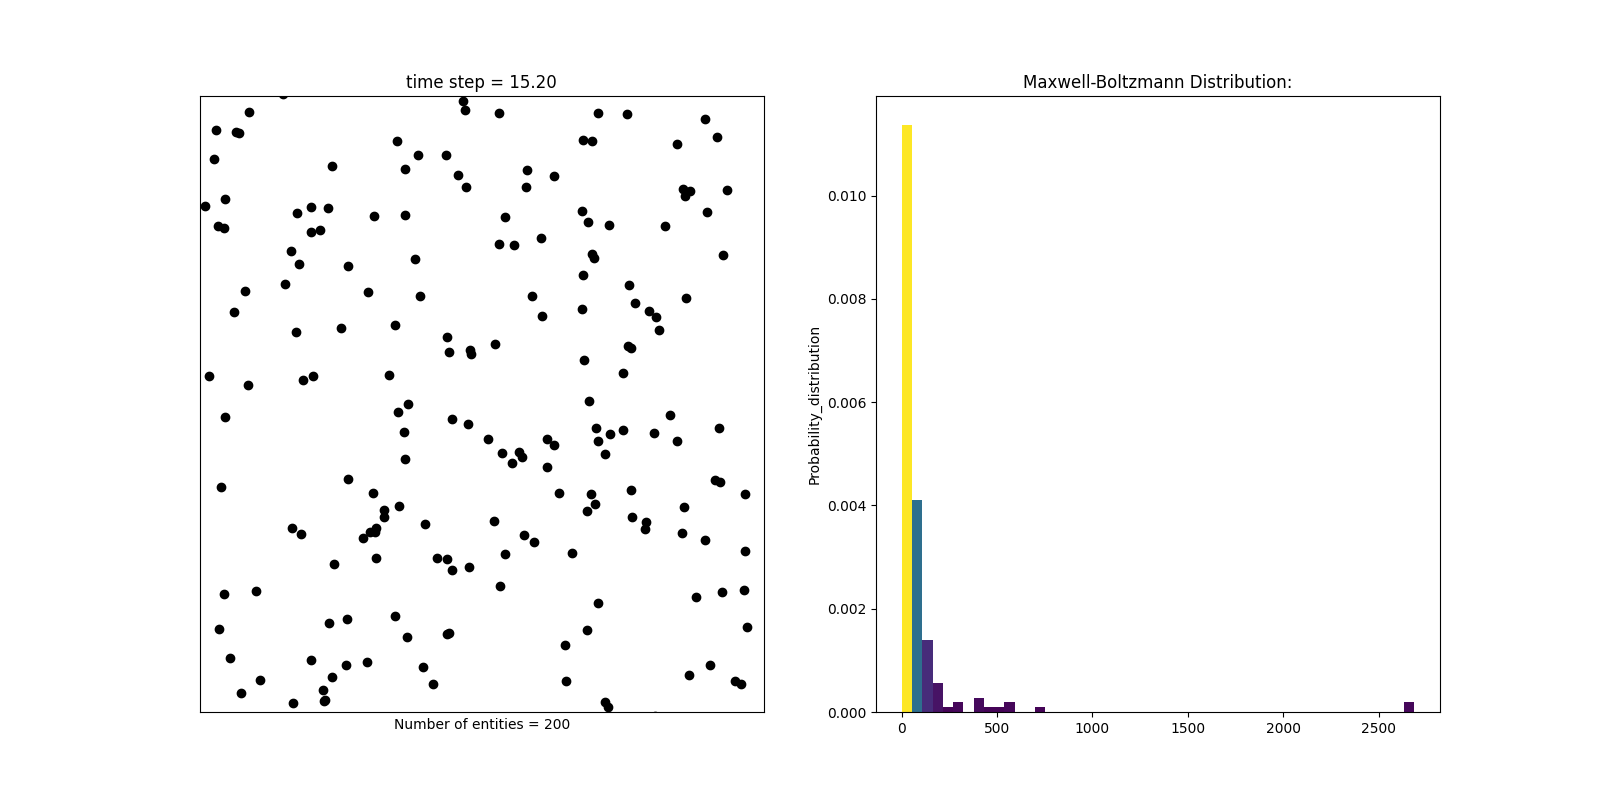 time step = 15.20
Number of entities = 200
Maxwell-Boltzmann Distribution:
Probability_distribution
0.010
0.008
0.006
0.004
0.002
0.000
0 500 1000 1500 2000 2500